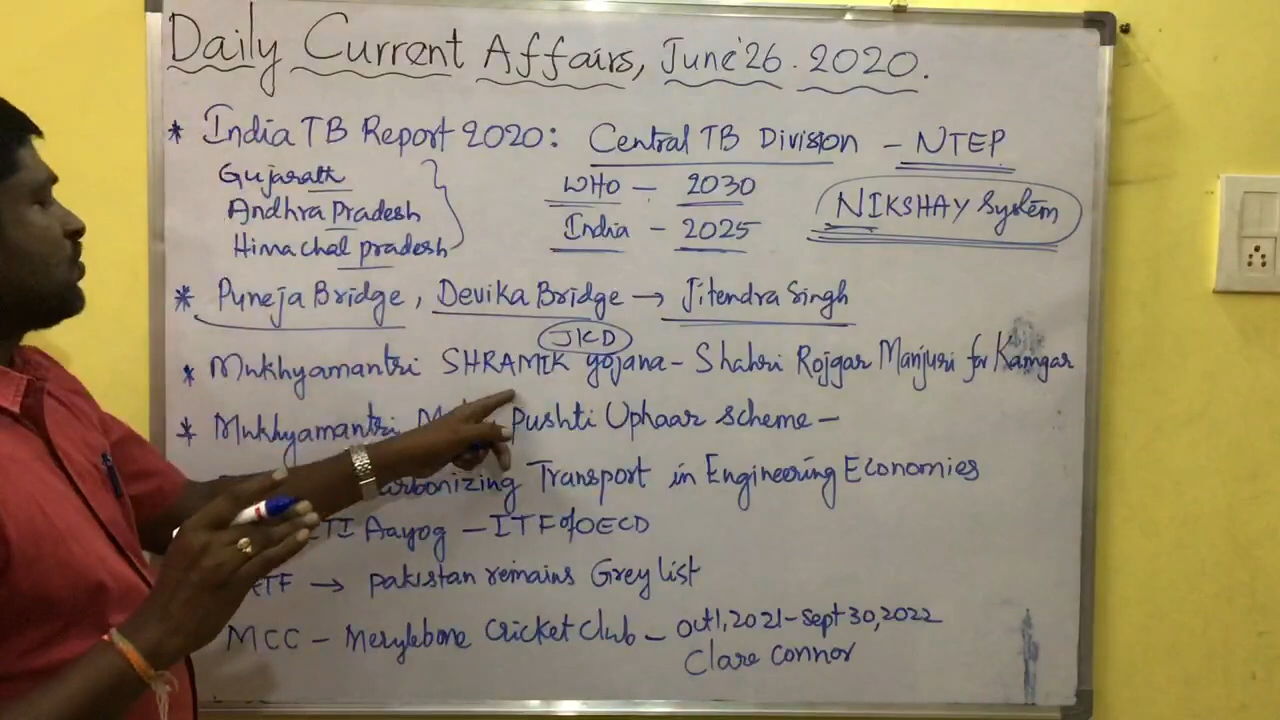 Daily Current Affairs, June'26. 2020.
* India TB Report 2020: Central TB Division - NTEP
Gujarath
Andhra Pradesh
Himachal pradesh
WHO - 2030
India - 2025
NIKSHAY System
* Puneja Bridge, Devika Bridge → Jitendra Singh
JKD
* Mukhyamantri SHRAMIK yojana - Shahri Rojgar Manjuri for Kamgar
* Mukhyamantri Pushti Uphaar scheme -
Transport in Engineering Economies
Aayog - ITF of OECD
→ pakistan remains Grey list
MCC - Merylebone Cricket Club - Oct1, 2021 - Sept 30, 2022
Clare Connor